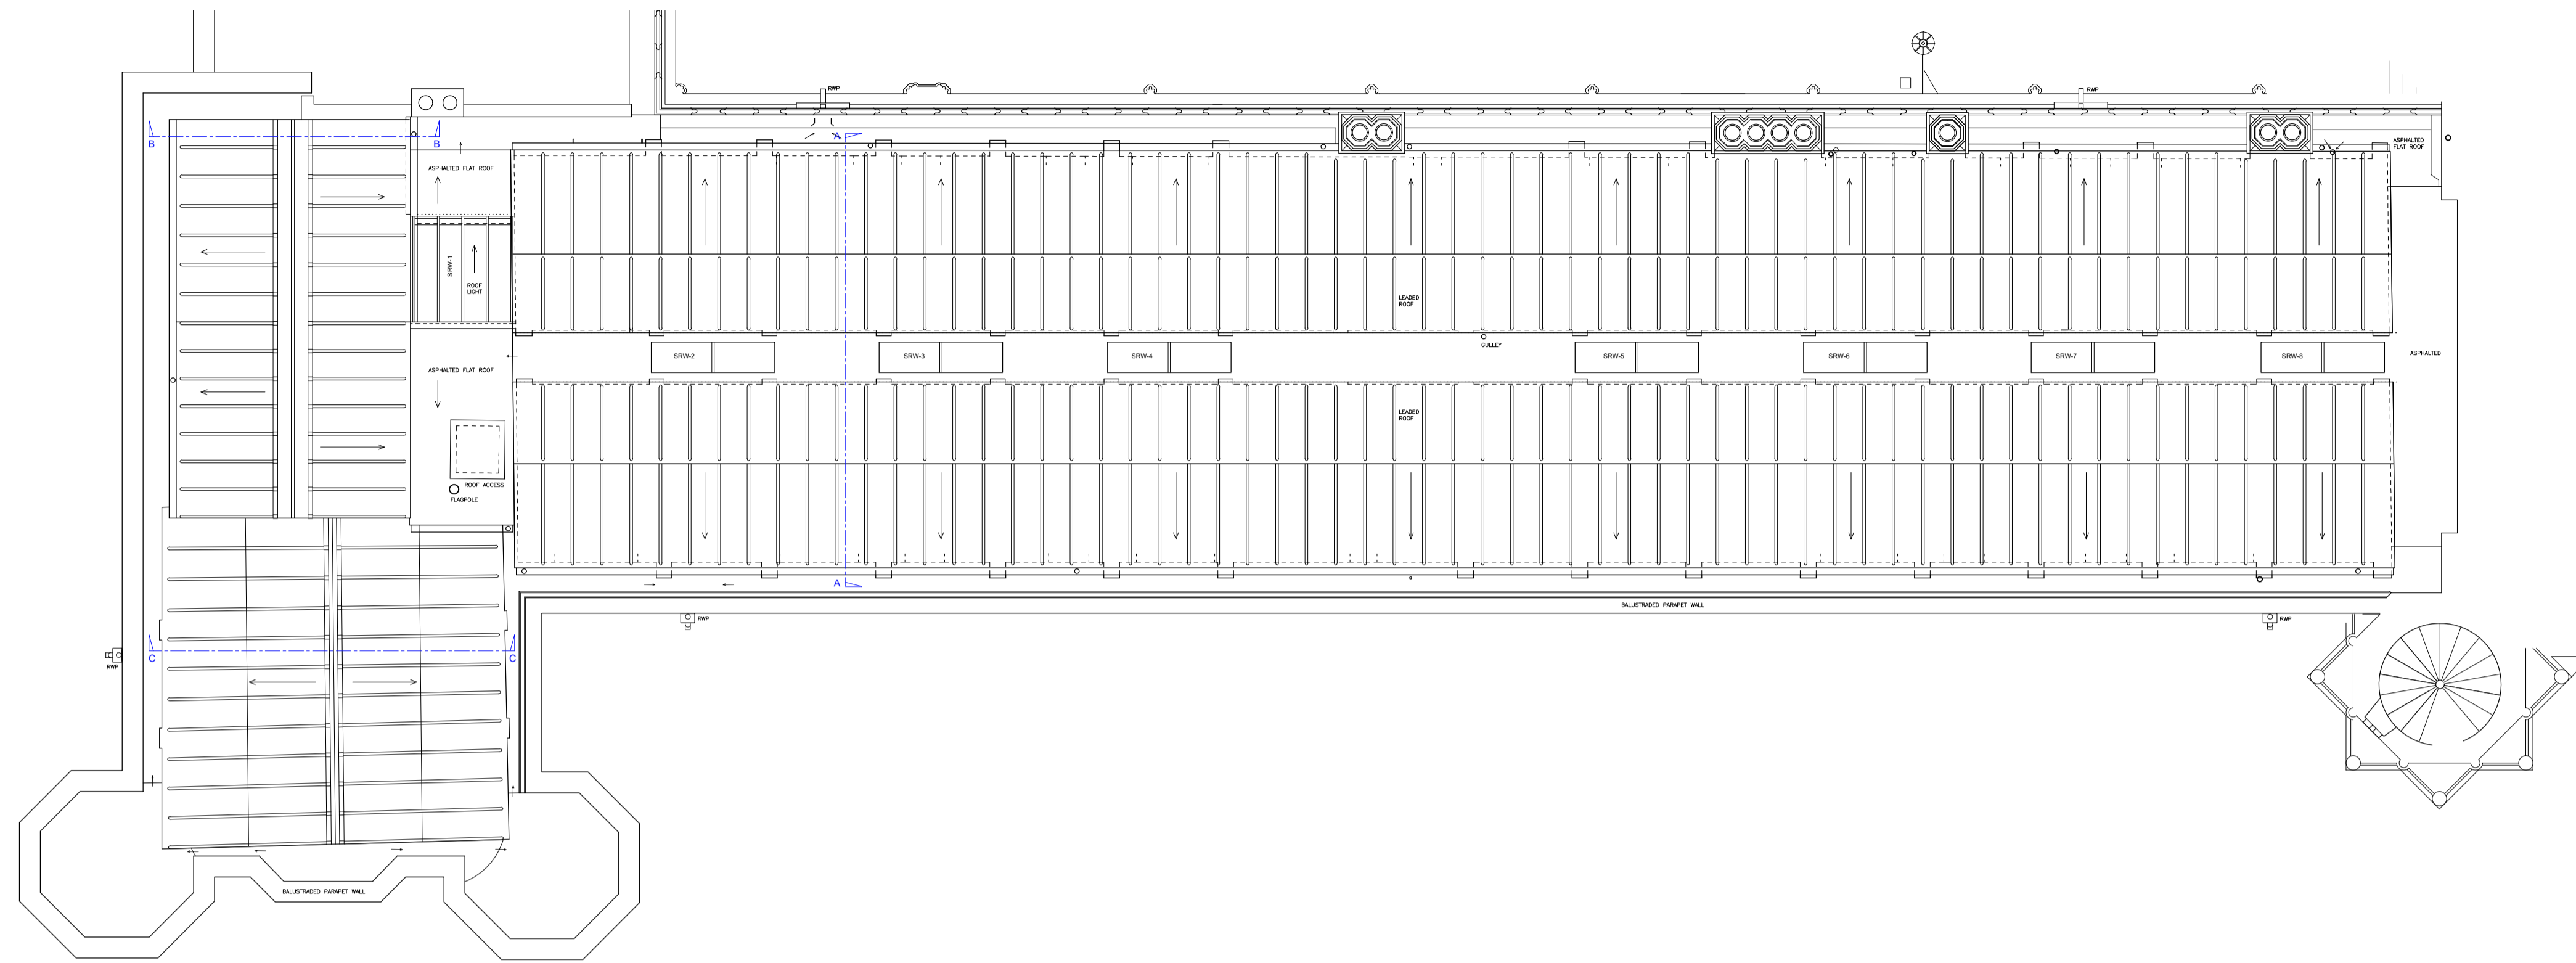 RWP
RWP
A
B
B
ASPHALTED
FLAT ROOF
ASPHALTED FLAT ROOF
SRW-1
ROOF
LIGHT
LEADED
ROOF
GULLEY
SRW-2
SRW-3
SRW-4
SRW-5
SRW-6
SRW-7
SRW-8
ASPHALTED
ASPHALTED FLAT ROOF
LEADED
ROOF
ROOF ACCESS
FLAGPOLE
A
BALUSTRADED PARAPET WALL
RWP
RWP
C
C
RWP
BALUSTRADED PARAPET WALL